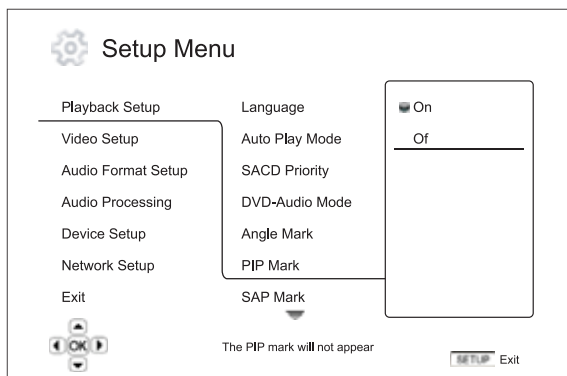 Setup Menu
Playback Setup
Video Setup
Audio Format Setup
Audio Processing
Device Setup
Network Setup
Exit
Language
Auto Play Mode
SACD Priority
DVD-Audio Mode
Angle Mark
PIP Mark
SAP Mark
On
Of
OK
The PIP mark will not appear
SETUP Exit